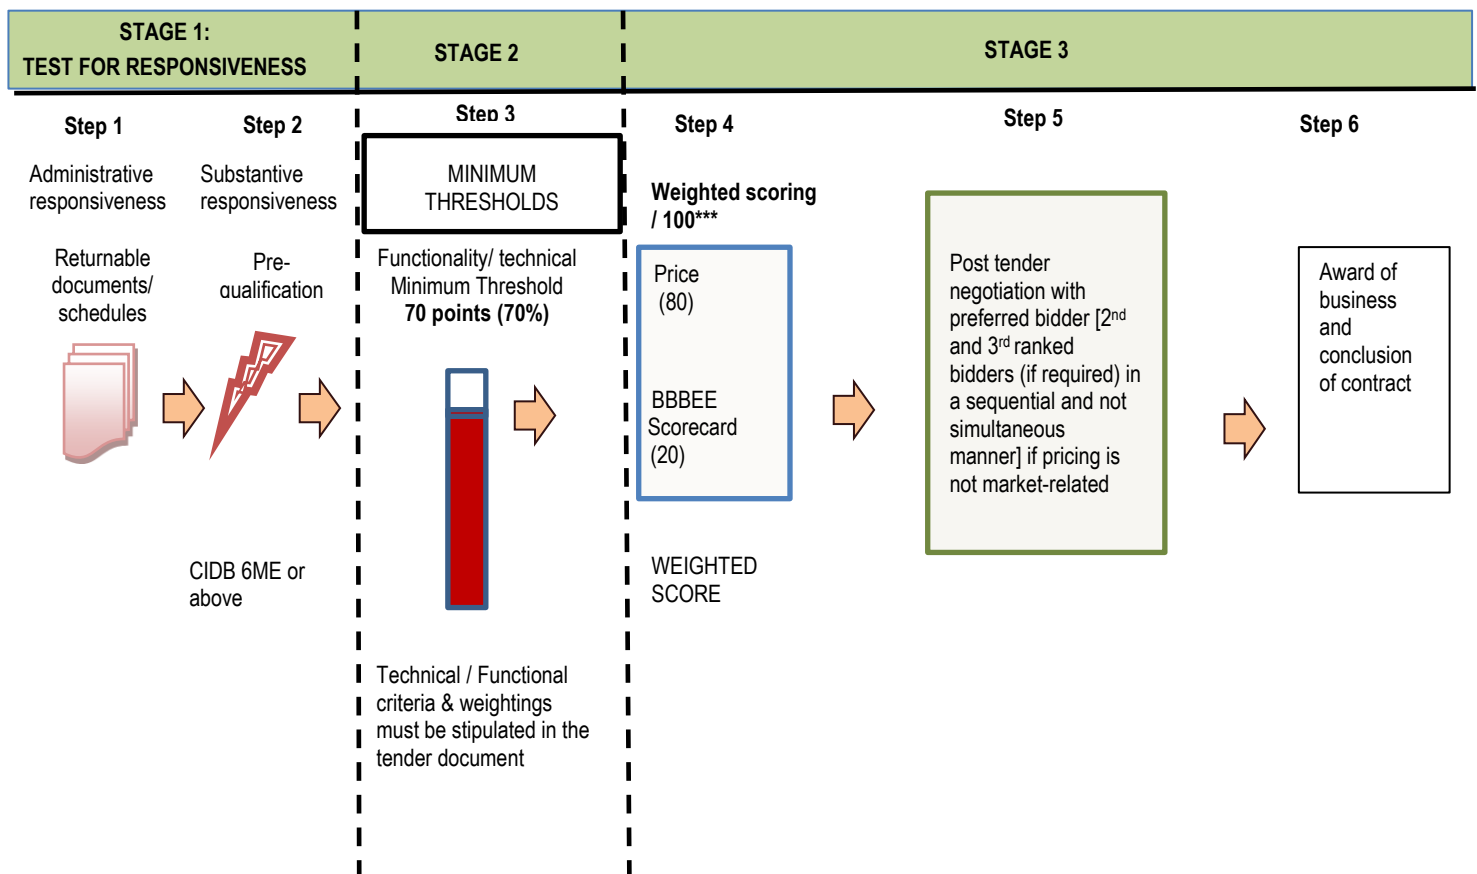 STAGE 1:
TEST FOR RESPONSIVENESS
STAGE 2
STAGE 3
Step 1
Step 2
Step 3
Step 4
Step 5
Step 6
Administrative
responsiveness
Returnable
documents/
schedules
Substantive
responsiveness
Pre-
qualification
CIDB 6ME or
above
MINIMUM
THRESHOLDS
Functionality/ technical
Minimum Threshold
70 points (70%)
Technical / Functional
criteria & weightings
must be stipulated in the
tender document
Weighted scoring
/ 100***
Price
(80)
BBBEE
Scorecard
(20)
WEIGHTED
SCORE
Post tender
negotiation with
preferred bidder [2nd
and 3rd ranked
bidders (if required) in
a sequential and not
simultaneous
manner] if pricing is
not market-related
Award of
business
and
conclusion
of contract